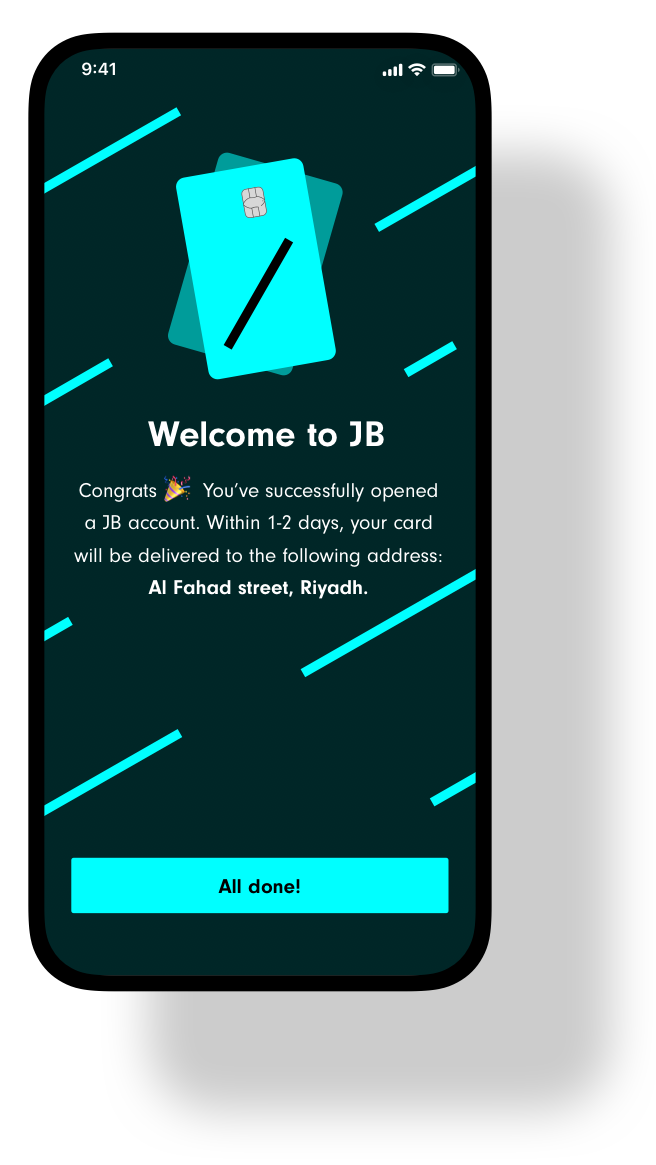 9:41
Welcome to JB
Congrats 🎉 You’ve successfully opened
a JB account. Within 1-2 days, your card
will be delivered to the following address:
Al Fahad street, Riyadh.
All done!